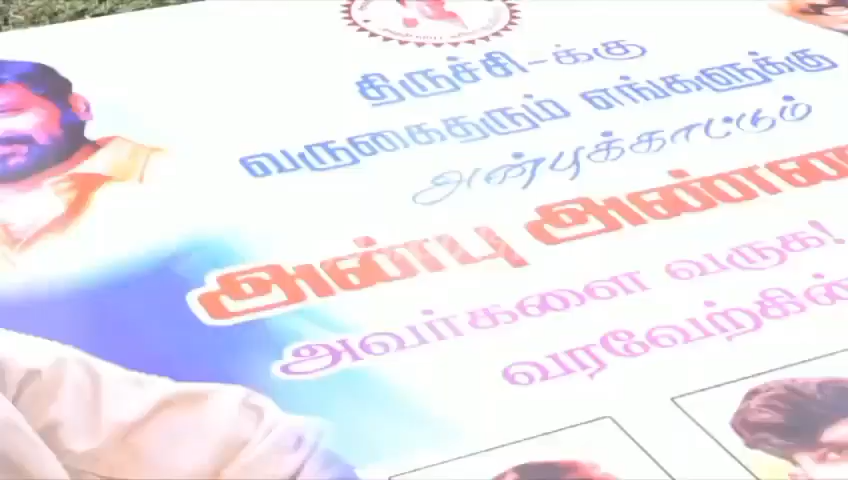 திருச்சி-க்கு
வருகைதரும் எங்களுக்கு
அன்புக்காட்டும்
அன்பு
அவர்களை வருக!